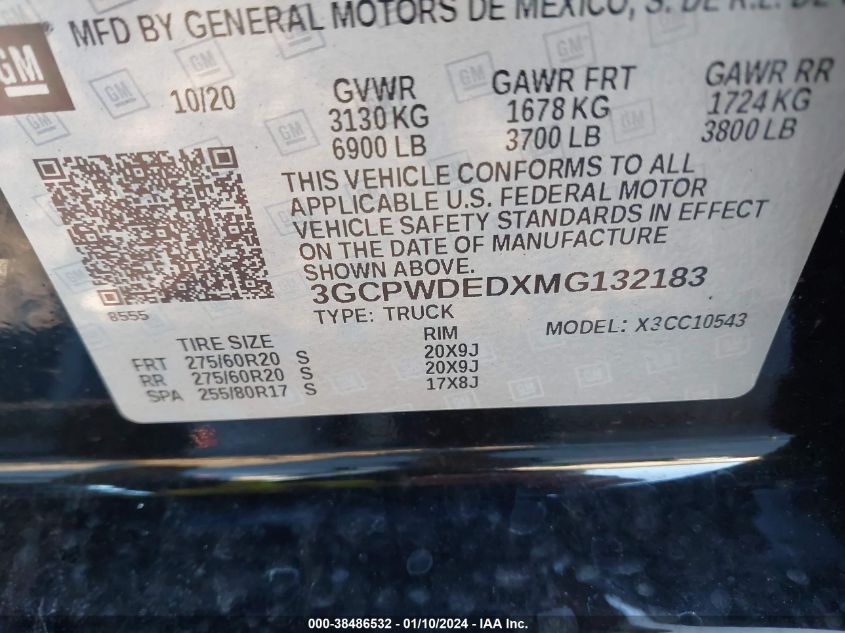 MFD BY GENERAL MOTORS DE MEXICO, S. DE R.L. DE
GM
10/20
GVWR GAWR FRT GAWR RR
3130 KG 1678 KG 1724 KG
6900 LB 3700 LB 3800 LB
THIS VEHICLE CONFORMS TO ALL
APPLICABLE U.S. FEDERAL MOTOR
VEHICLE SAFETY STANDARDS IN EFFECT
ON THE DATE OF MANUFACTURE
SHOWN ABOVE.
3GCPWDEDXMG132183
8555
TYPE: TRUCK
MODEL: X3CC10543
TIRE SIZE RIM
FRT 275/60R20 S 20X9J
RR 275/60R20 S 20X9J
SPA 255/80R17 S 17X8J
000-38486532 - 01/10/2024 - IAA Inc.